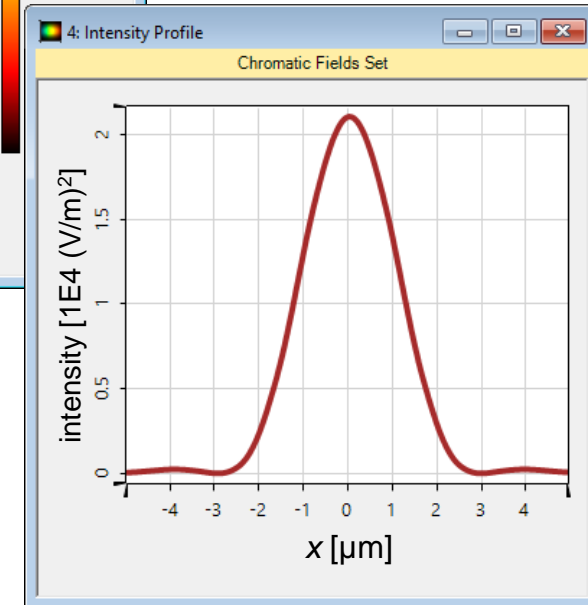 4: Intensity Profile
Chromatic Fields Set
intensity [1E4 (V/m)²]
2
1.5
1
0.5
0
-4 -3 -2 -1 0 1 2 3 4
x [µm]